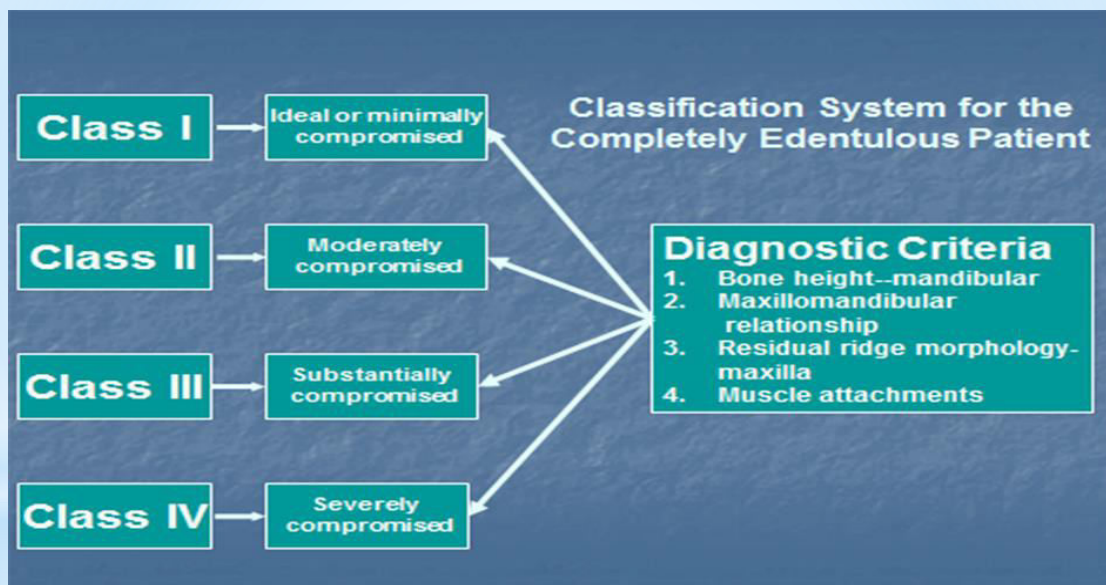 Classification System for the
Completely Edentulous Patient
Class I
Ideal or minimally
compromised
Class II
Moderately
compromised
Class III
Substantially
compromised
Class IV
Severely
compromised
Diagnostic Criteria
1. Bone height--mandibular
2. Maxillomandibular
relationship
3. Residual ridge morphology-
maxilla
4. Muscle attachments